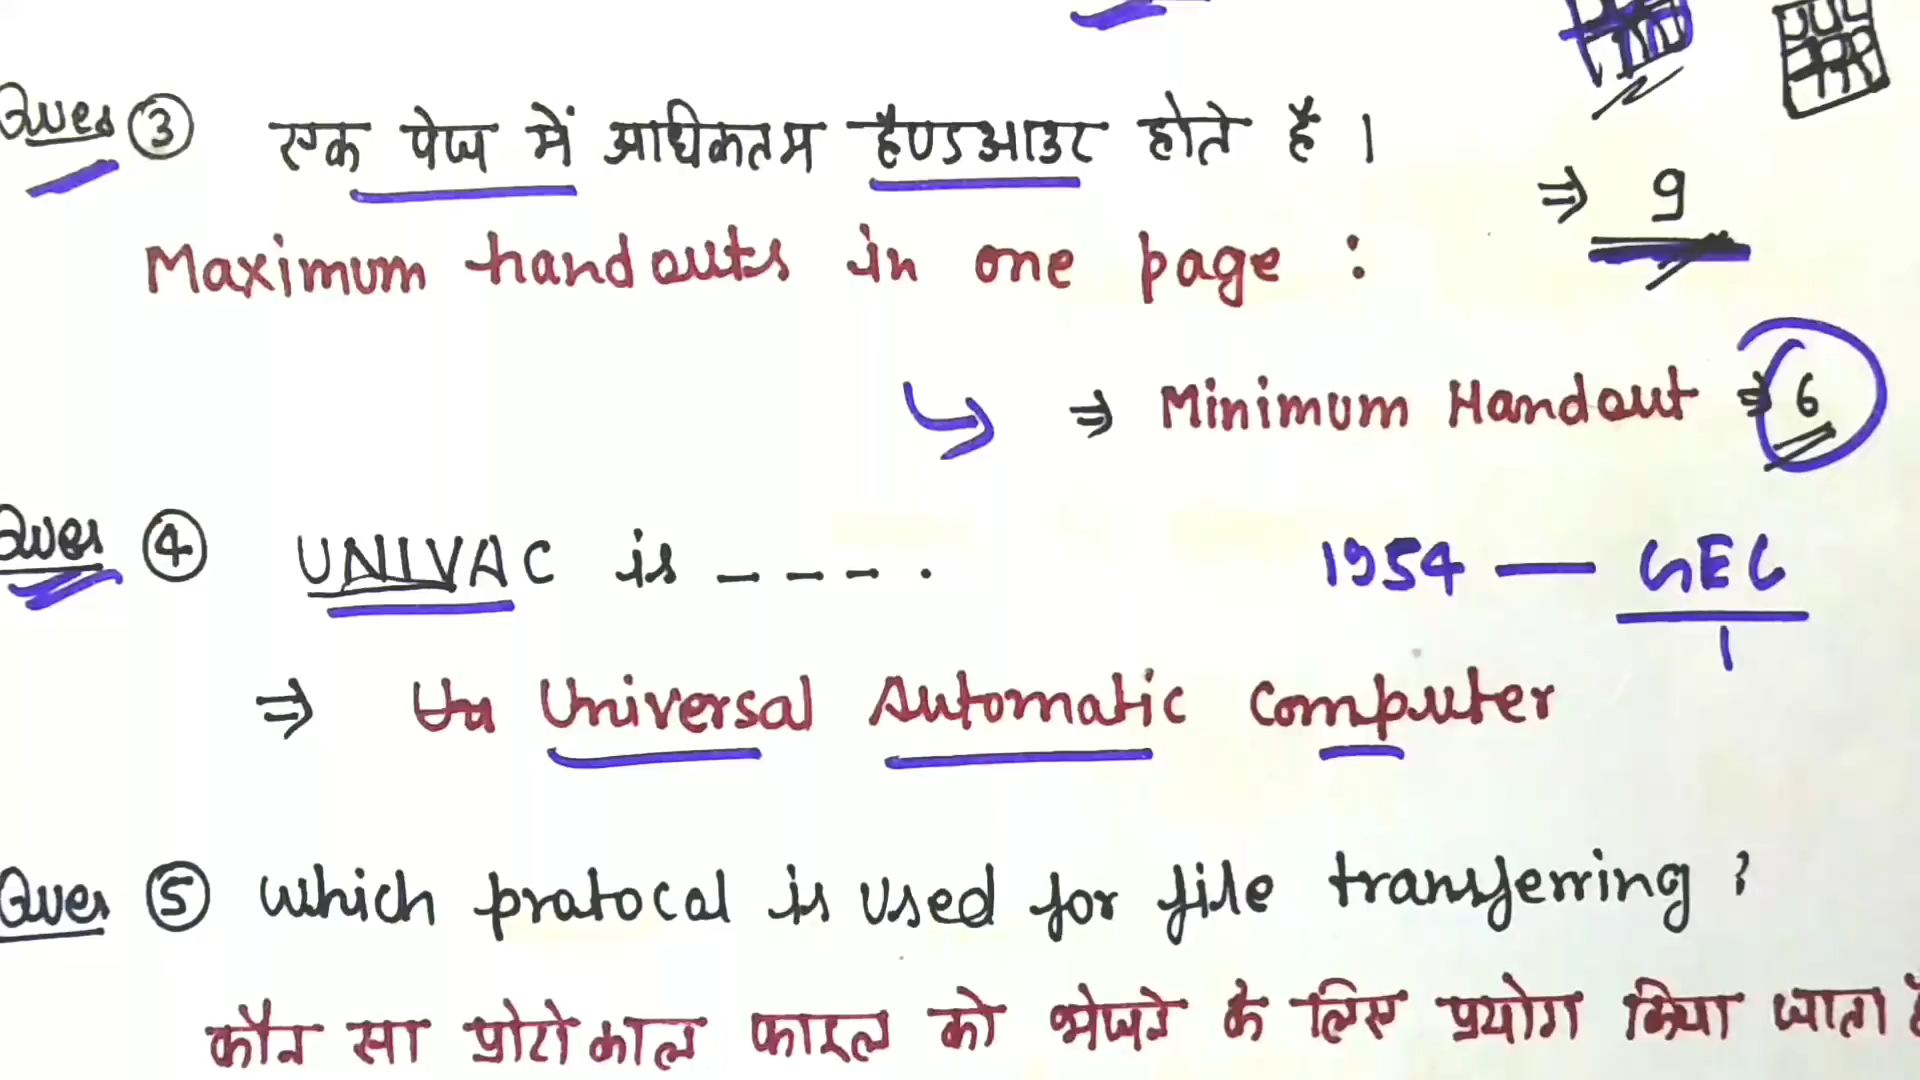 Ques ③ एक पेज में अधिकतम हैण्डआउट होते हैं ।
⇒ 9
Maximum handouts in one page :
⇒ Minimum Handout ⇒ 6
Ques ④ UNIVAC is ---- .
1954 — GEC
⇒ Universal Automatic Computer
Ques ⑤ which protocal is used for file transferring ?
कौन सा प्रोटोकाल फाइल को भेजने के लिए प्रयोग किया जाता